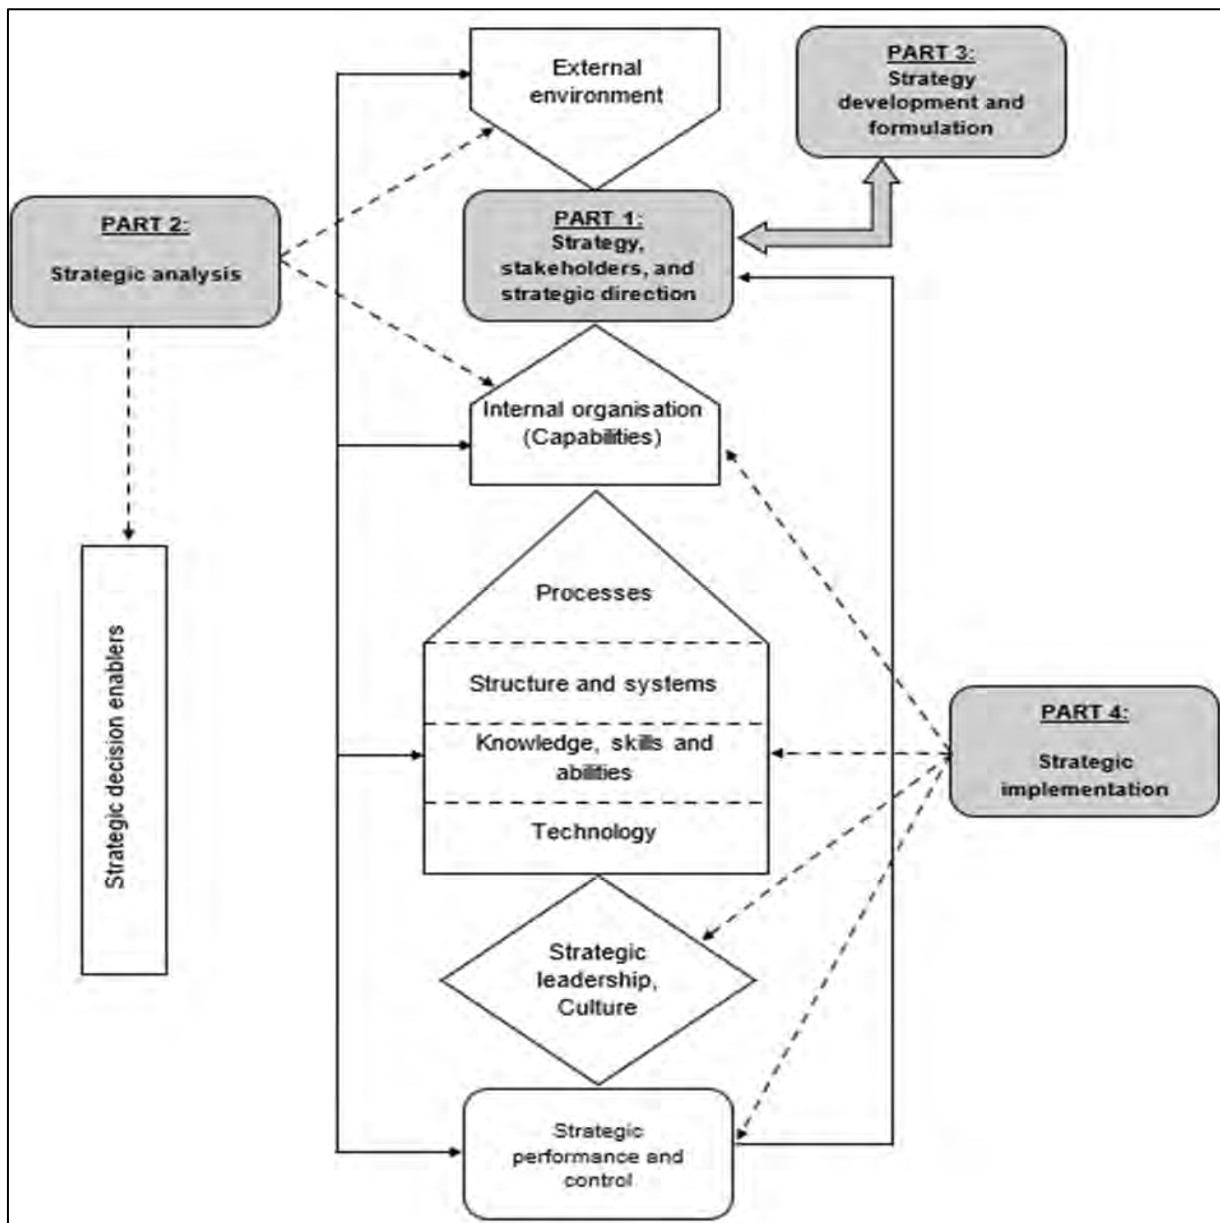 External
environment
PART 3:
Strategy
development and
formulation
PART 2:
Strategic analysis
PART 1:
Strategy,
stakeholders, and
strategic direction
Internal organisation
(Capabilities)
Processes
Structure and systems
Knowledge, skills and
abilities
Technology
Strategic decision enablers
PART 4:
Strategic
implementation
Strategic
leadership,
Culture
Strategic
performance and
control